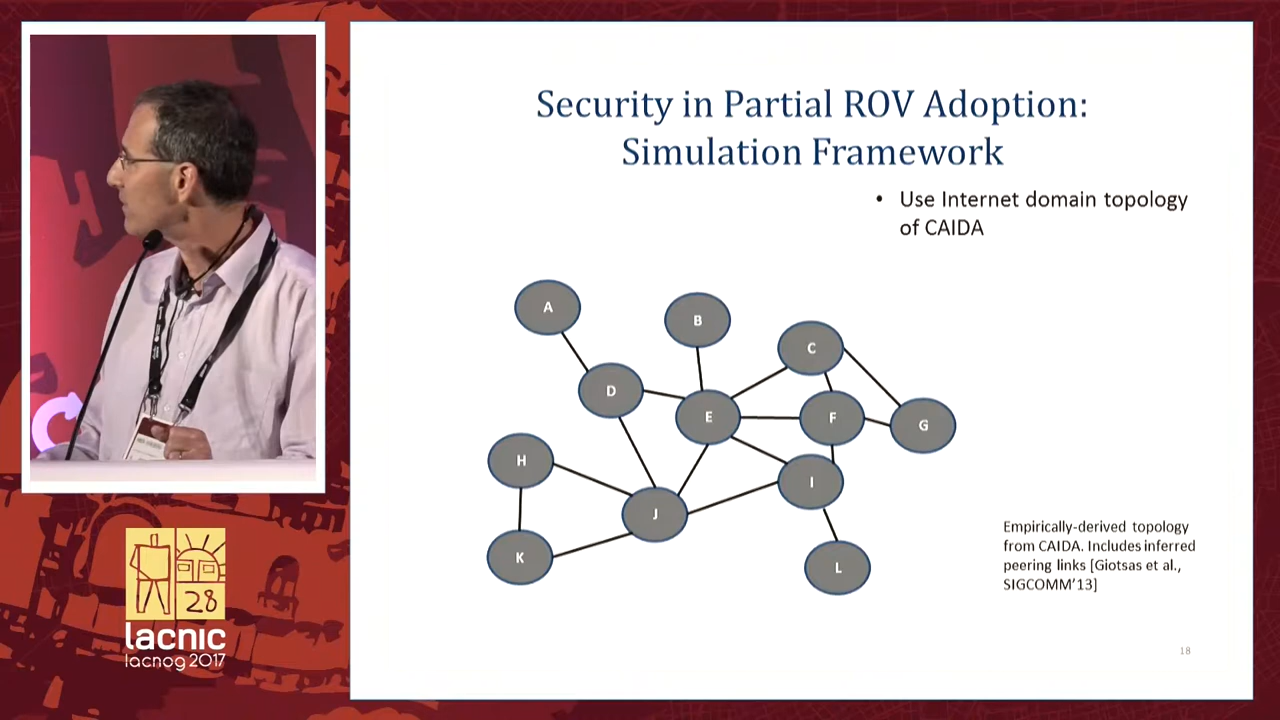 Security in Partial ROV Adoption:
Simulation Framework
• Use Internet domain topology
of CAIDA
A
B
C
D
E
F
G
H
I
J
K
L
Empirically-derived topology
from CAIDA. Includes inferred
peering links [Giotsas et al.,
SIGCOMM'13]
18
28
lacnic
lacnog 2017